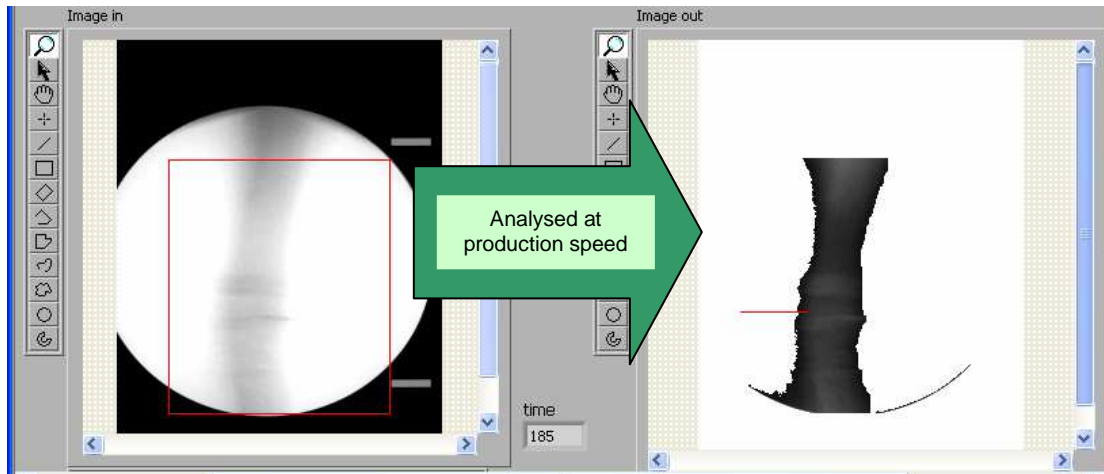 Image in
Image out
Analysed at
production speed
time
185